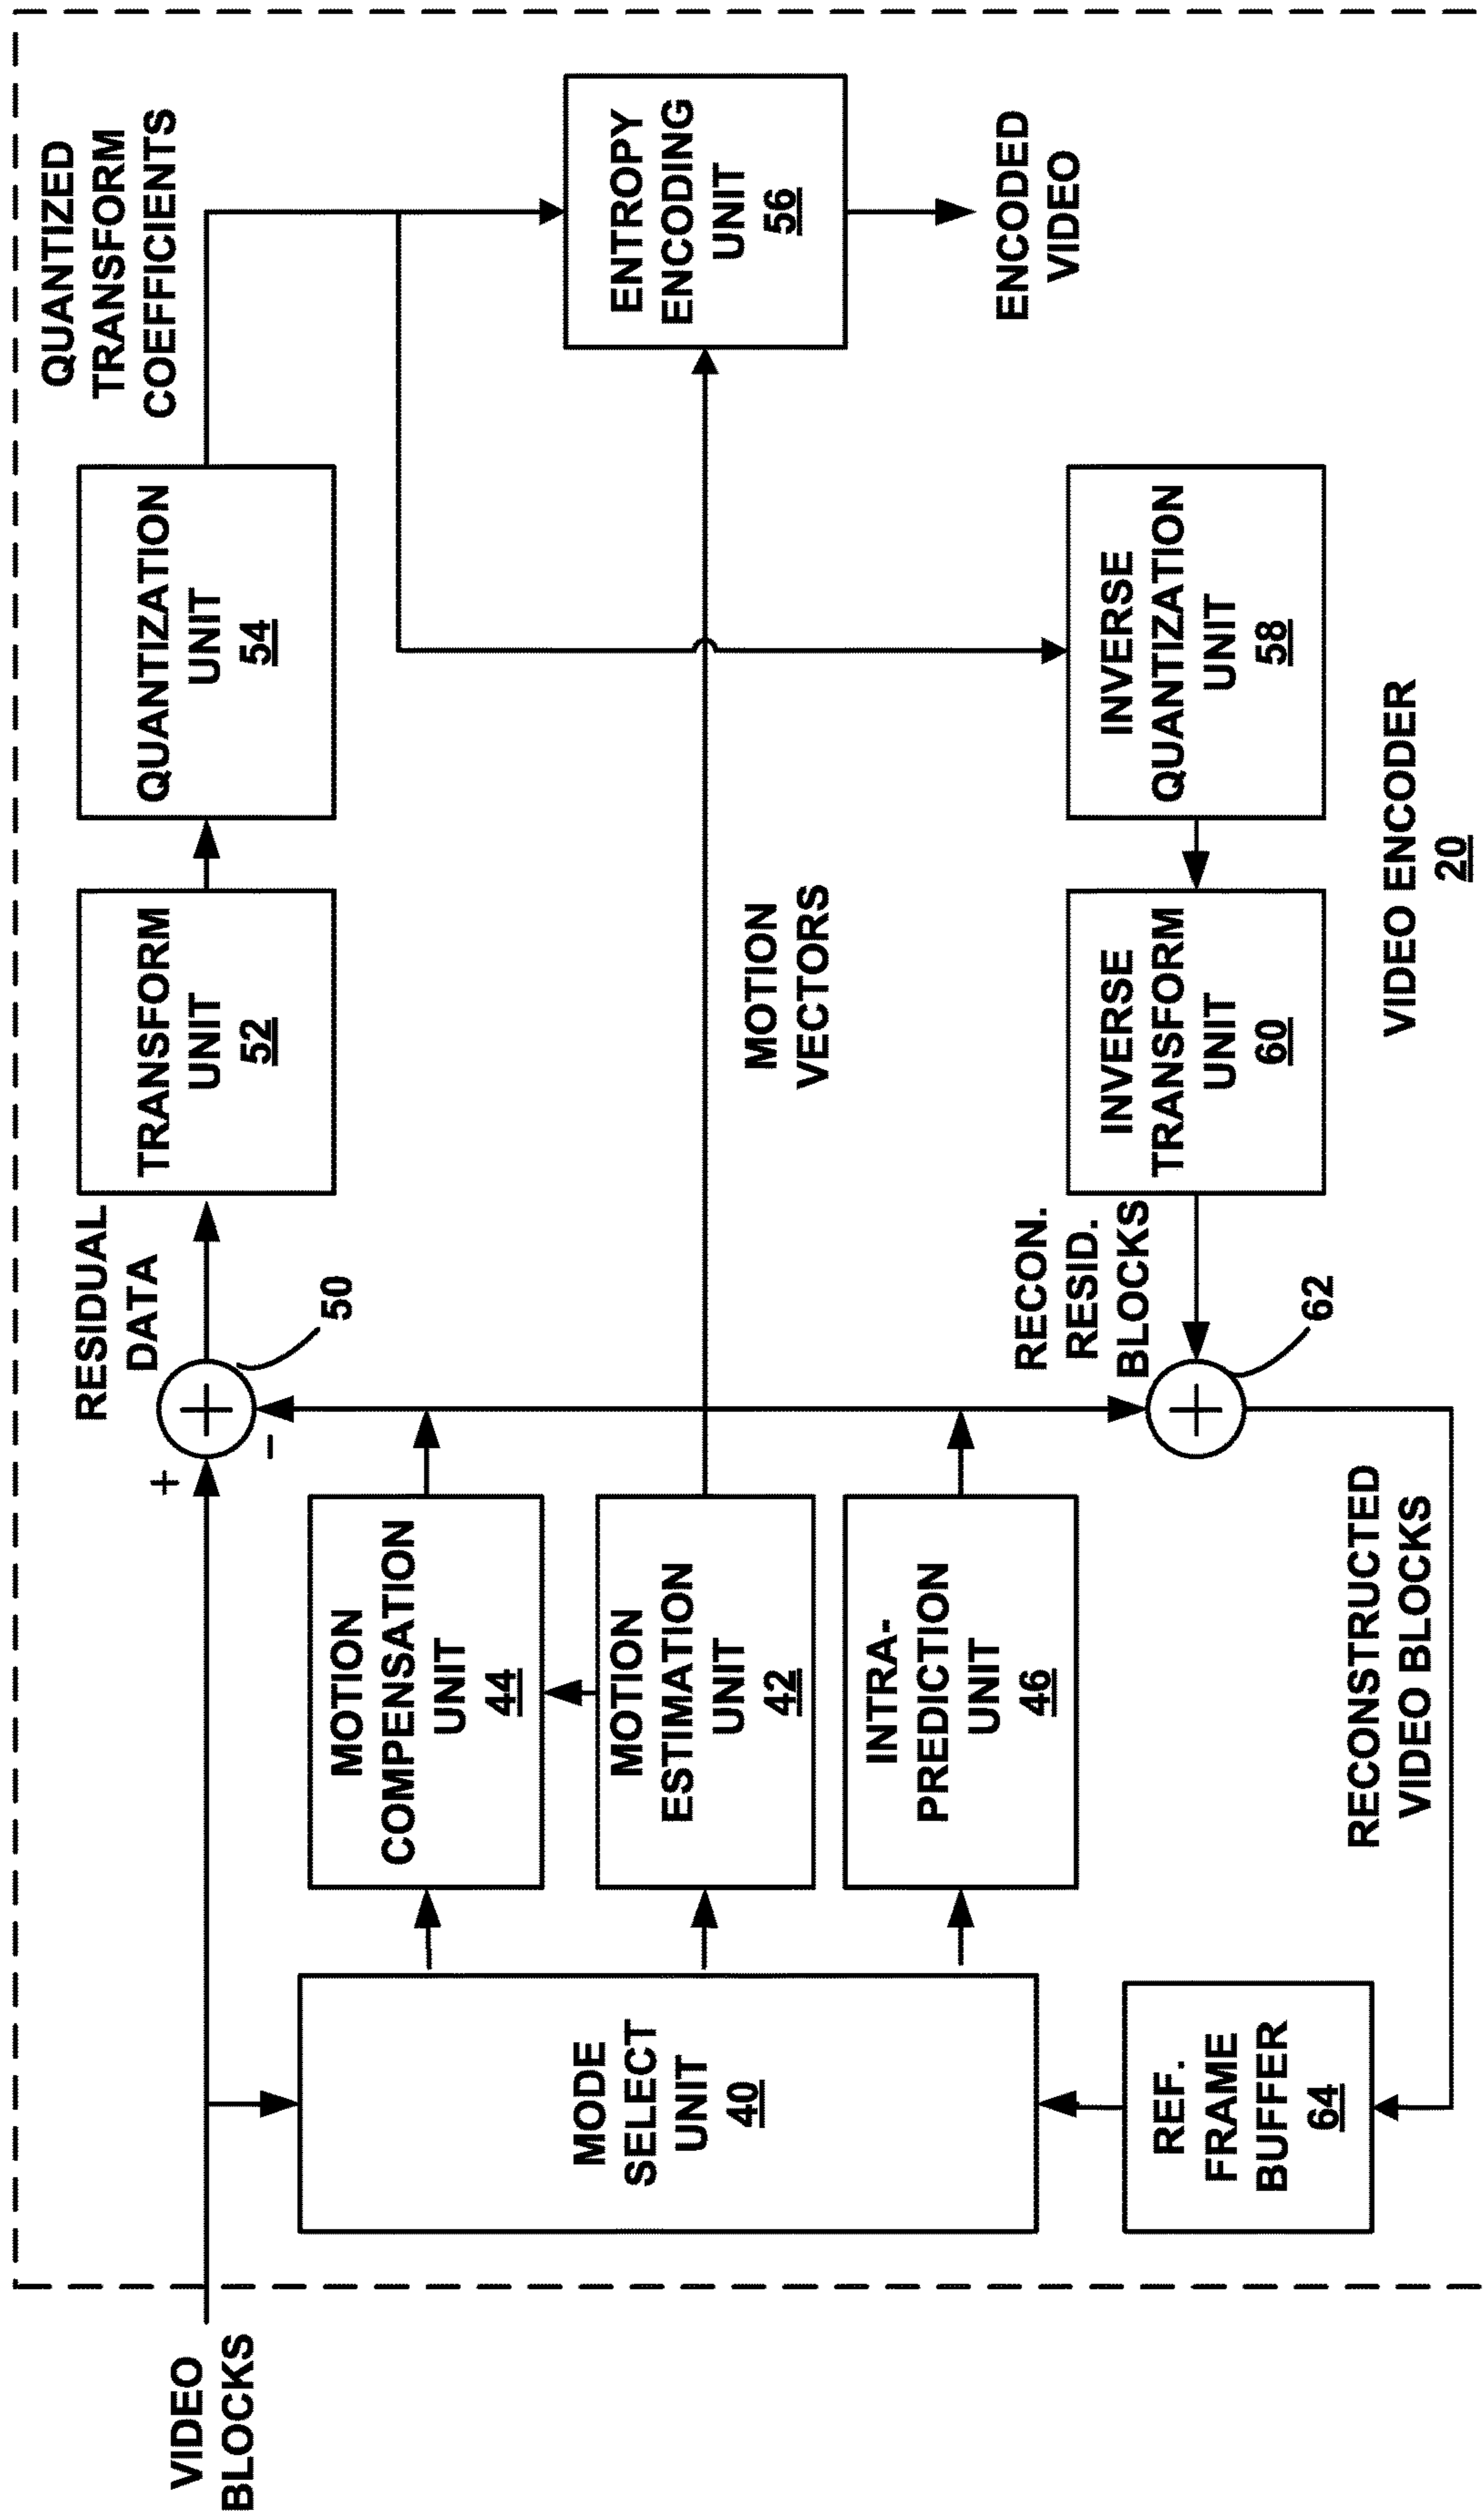 VIDEO
BLOCKS
MODE
SELECT
UNIT
40
REF.
FRAME
BUFFER
64
MOTION
COMPENSATION
UNIT
44
MOTION
ESTIMATION
UNIT
42
INTRA-
PREDICTION
UNIT
46
RECONSTRUCTED
VIDEO BLOCKS
+
-
50
RESIDUAL
DATA
TRANSFORM
UNIT
52
QUANTIZATION
UNIT
54
QUANTIZED
TRANSFORM
COEFFICIENTS
MOTION
VECTORS
ENTROPY
ENCODING
UNIT
56
ENCODED
VIDEO
INVERSE
QUANTIZATION
UNIT
58
INVERSE
TRANSFORM
UNIT
60
RECON.
RESID.
BLOCKS
62
VIDEO ENCODER
20